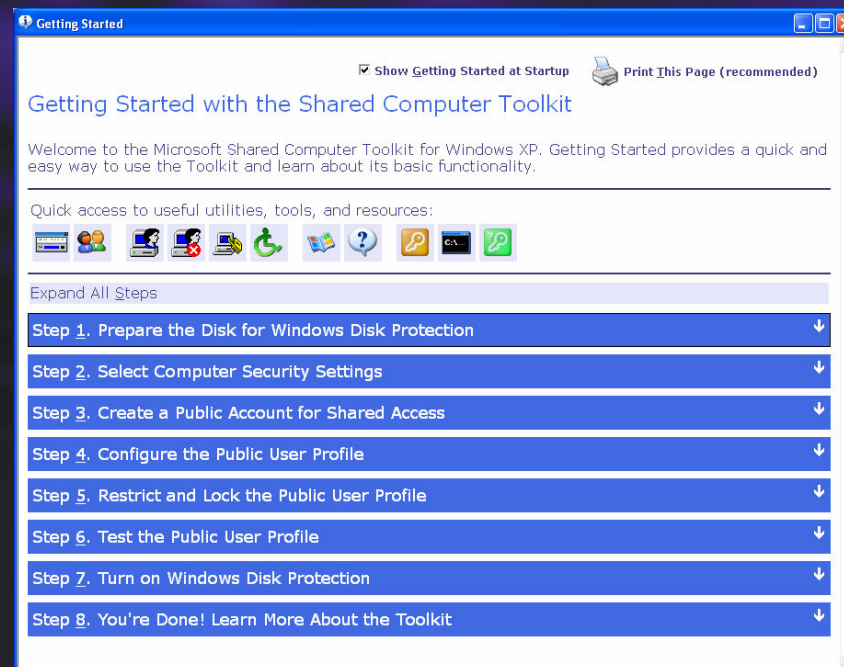 Getting Started
Show Getting Started at Startup
Print This Page (recommended)
Getting Started with the Shared Computer Toolkit
Welcome to the Microsoft Shared Computer Toolkit for Windows XP. Getting Started provides a quick and
easy way to use the Toolkit and learn about its basic functionality.
Quick access to useful utilities, tools, and resources:
C:\...
Expand All Steps
Step 1. Prepare the Disk for Windows Disk Protection
Step 2. Select Computer Security Settings
Step 3. Create a Public Account for Shared Access
Step 4. Configure the Public User Profile
Step 5. Restrict and Lock the Public User Profile
Step 6. Test the Public User Profile
Step 7. Turn on Windows Disk Protection
Step 8. You're Done! Learn More About the Toolkit